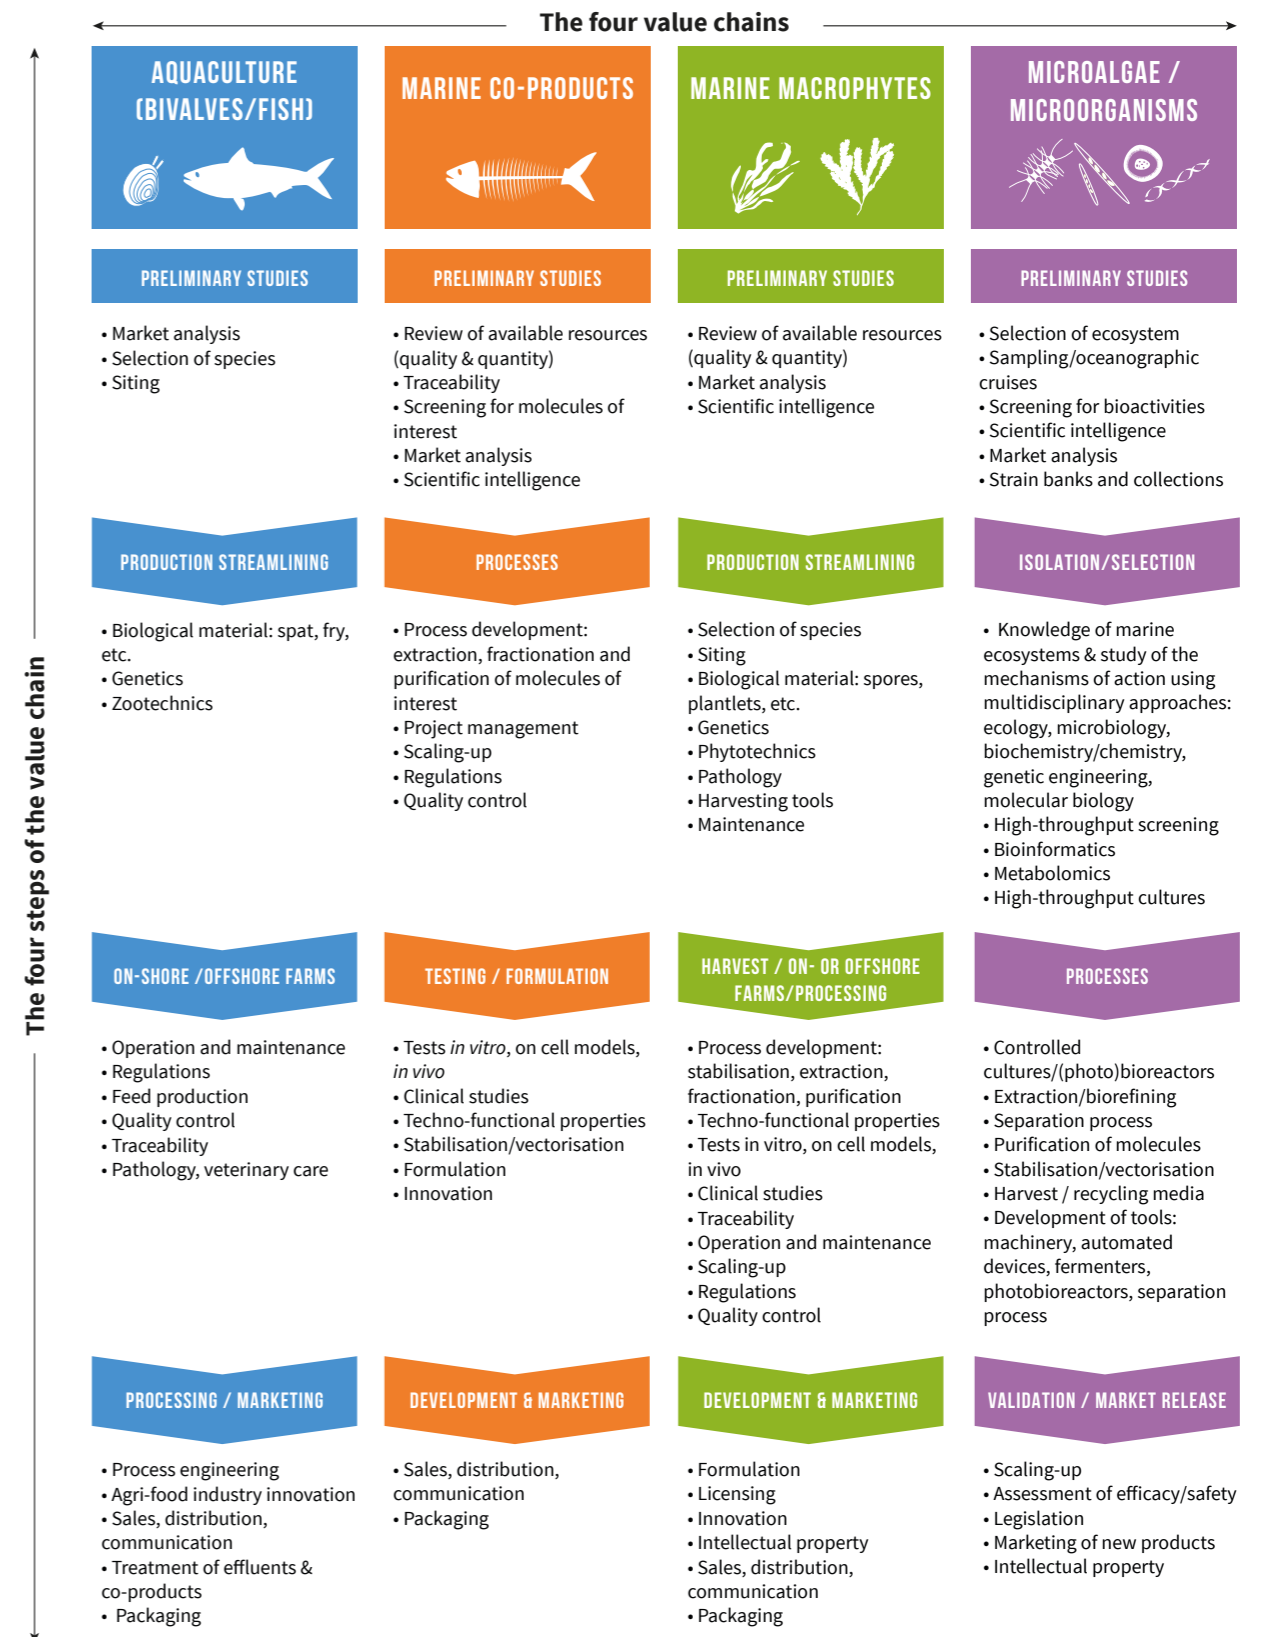 The four value chains
The four steps of the value chain
AQUACULTURE
(BIVALVES/FISH)
MARINE CO-PRODUCTS
MARINE MACROPHYTES
MICROALGAE /
MICROORGANISMS
PRELIMINARY STUDIES
PRELIMINARY STUDIES
PRELIMINARY STUDIES
PRELIMINARY STUDIES
• Market analysis
• Selection of species
• Siting
• Review of available resources
(quality & quantity)
• Traceability
• Screening for molecules of
interest
• Market analysis
• Scientific intelligence
• Review of available resources
(quality & quantity)
• Market analysis
• Scientific intelligence
• Selection of ecosystem
• Sampling/oceanographic
cruises
• Screening for bioactivities
• Scientific intelligence
• Market analysis
• Strain banks and collections
PRODUCTION STREAMLINING
PROCESSES
PRODUCTION STREAMLINING
ISOLATION/SELECTION
• Biological material: spat, fry,
etc.
• Genetics
• Zootechnics
• Process development:
extraction, fractionation and
purification of molecules of
interest
• Project management
• Scaling-up
• Regulations
• Quality control
• Selection of species
• Siting
• Biological material: spores,
plantlets, etc.
• Genetics
• Phytotechnics
• Pathology
• Harvesting tools
• Maintenance
• Knowledge of marine
ecosystems & study of the
mechanisms of action using
multidisciplinary approaches:
ecology, microbiology,
biochemistry/chemistry,
genetic engineering,
molecular biology
• High-throughput screening
• Bioinformatics
• Metabolomics
• High-throughput cultures
ON-SHORE /OFFSHORE FARMS
TESTING / FORMULATION
HARVEST / ON- OR OFFSHORE
FARMS/PROCESSING
PROCESSES
• Operation and maintenance
• Regulations
• Feed production
• Quality control
• Traceability
• Pathology, veterinary care
• Tests in vitro, on cell models,
in vivo
• Clinical studies
• Techno-functional properties
• Stabilisation/vectorisation
• Formulation
• Innovation
• Process development:
stabilisation, extraction,
fractionation, purification
• Techno-functional properties
• Tests in vitro, on cell models,
in vivo
• Clinical studies
• Traceability
• Operation and maintenance
• Scaling-up
• Regulations
• Quality control
• Controlled
cultures/(photo)bioreactors
• Extraction/biorefining
• Separation process
• Purification of molecules
• Stabilisation/vectorisation
• Harvest / recycling media
• Development of tools:
machinery, automated
devices, fermenters,
photobioreactors, separation
process
PROCESSING / MARKETING
DEVELOPMENT & MARKETING
DEVELOPMENT & MARKETING
VALIDATION / MARKET RELEASE
• Process engineering
• Agri-food industry innovation
• Sales, distribution,
communication
• Treatment of effluents &
co-products
• Packaging
• Sales, distribution,
communication
• Packaging
• Formulation
• Licensing
• Innovation
• Intellectual property
• Sales, distribution,
communication
• Packaging
• Scaling-up
• Assessment of efficacy/safety
• Legislation
• Marketing of new products
• Intellectual property